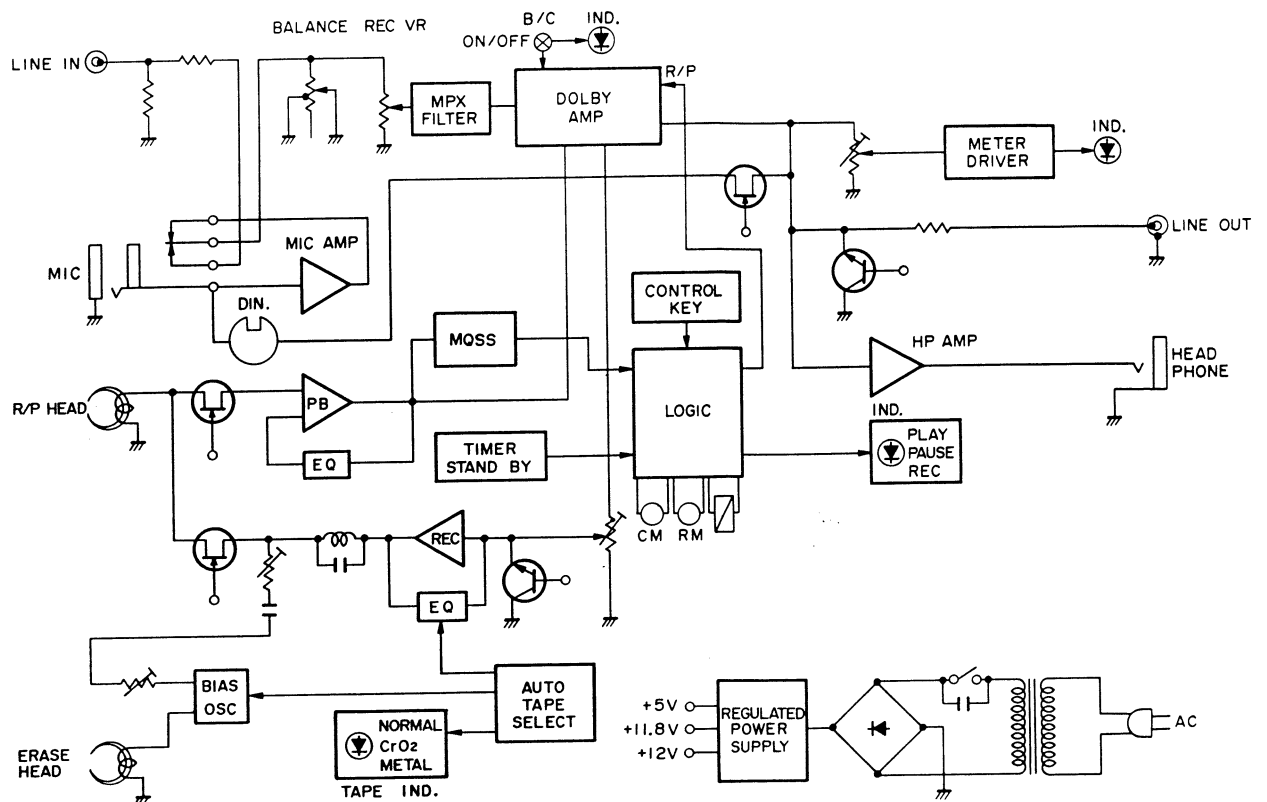 B/C
IND.
BALANCE REC VR
ON/OFF
LINE IN
R/P
MPX
FILTER
DOLBY
AMP
IND.
METER
DRIVER
LINE OUT
MIC AMP
MIC
DIN.
CONTROL
KEY
MQSS
HP AMP
HEAD
PHONE
R/P HEAD
PB
LOGIC
IND.
PLAY
PAUSE
REC
EQ
TIMER
STAND BY
CM
RM
REC
EQ
BIAS
OSC
AUTO
TAPE
SELECT
+5V
+11.8V
+12V
REGULATED
POWER
SUPPLY
AC
NORMAL
CrO2
METAL
ERASE
HEAD
TAPE IND.